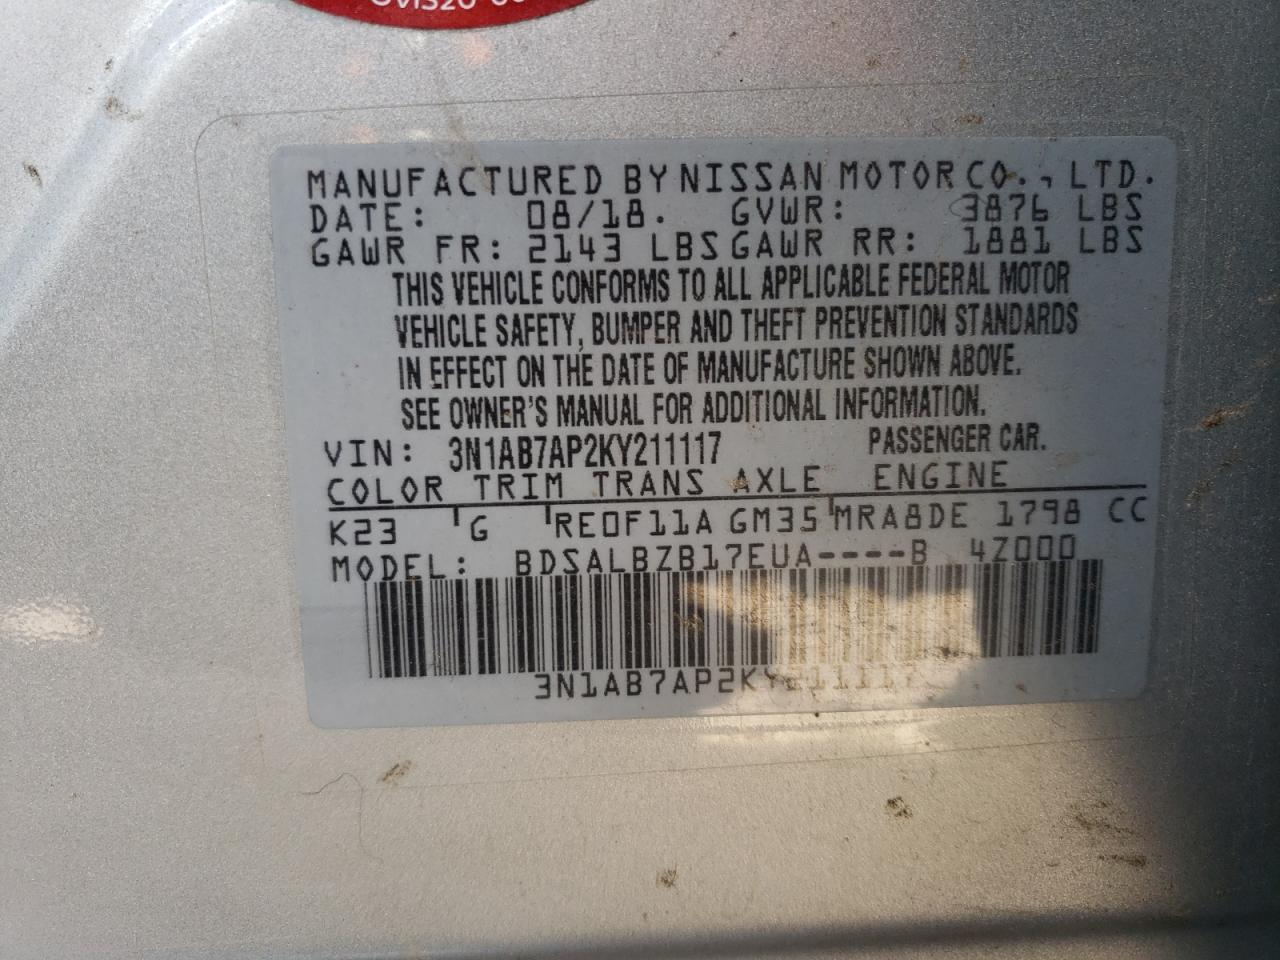 MANUFACTURED BY NISSAN MOTOR CO., LTD.
DATE: 08/18. GVWR: 3876 LBS
GAWR FR: 2143 LBS GAWR RR: 1881 LBS
THIS VEHICLE CONFORMS TO ALL APPLICABLE FEDERAL MOTOR
VEHICLE SAFETY, BUMPER AND THEFT PREVENTION STANDARDS
IN EFFECT ON THE DATE OF MANUFACTURE SHOWN ABOVE.
SEE OWNER'S MANUAL FOR ADDITIONAL INFORMATION.
VIN: 3N1AB7AP2KY211117 PASSENGER CAR.
COLOR TRIM TRANS AXLE ENGINE
K23 G RE0F11A GM35 MRA8DE 1798 CC
MODEL: BDSALBZB17EUA----B 4Z000
3N1AB7AP2KY211117